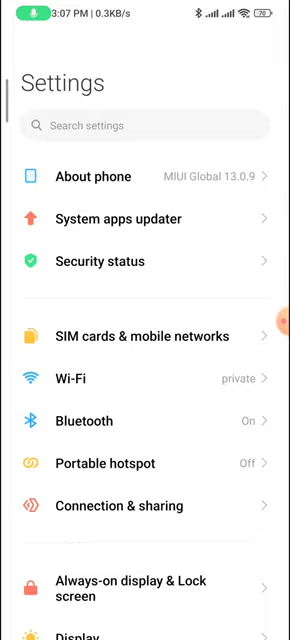 3:07 PM | 0.3KB/s
70
Settings
Search settings
About phone MIUI Global 13.0.9
System apps updater
Security status
SIM cards & mobile networks
Wi-Fi private
Bluetooth On
Portable hotspot Off
Connection & sharing
Always-on display & Lock
screen
Display